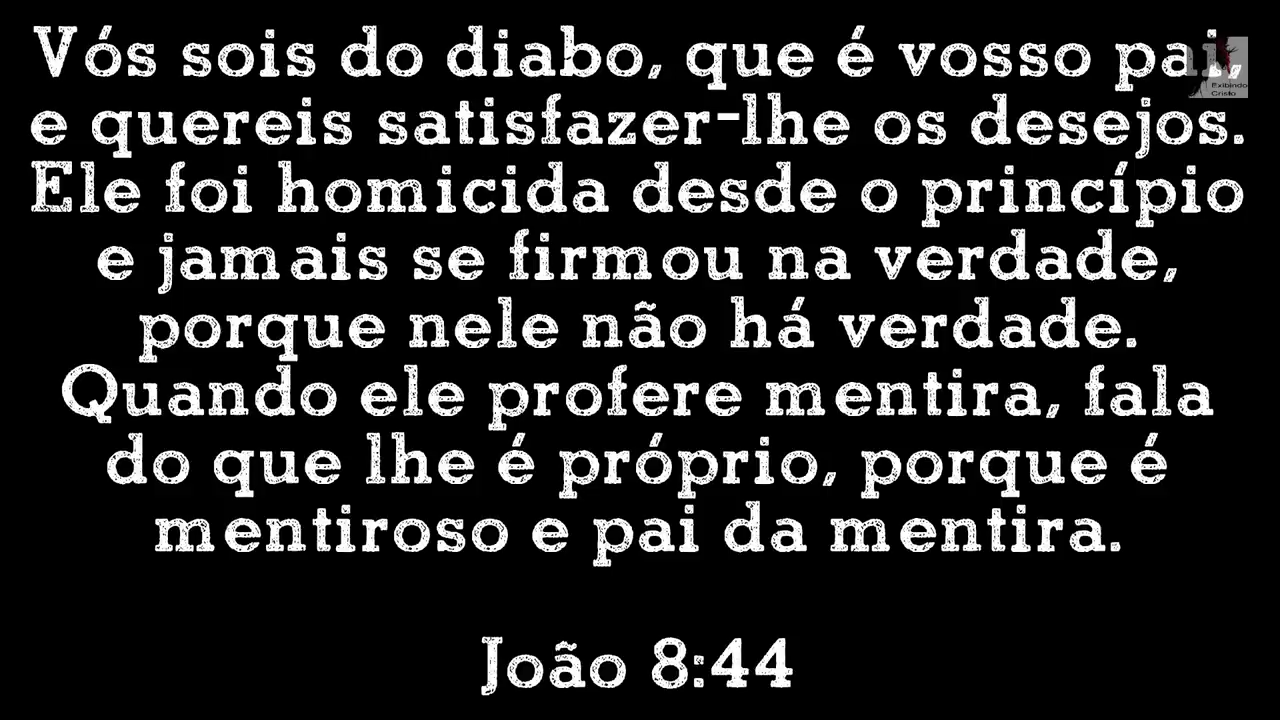 Vós sois do diabo, que é vosso pai,
e quereis satisfazer-lhe os desejos.
Ele foi homicida desde o princípio
e jamais se firmou na verdade,
porque nele não há verdade.
Quando ele profere mentira, fala
do que lhe é próprio, porque é
mentiroso e pai da mentira.
João 8:44
Exibindo
Cristo